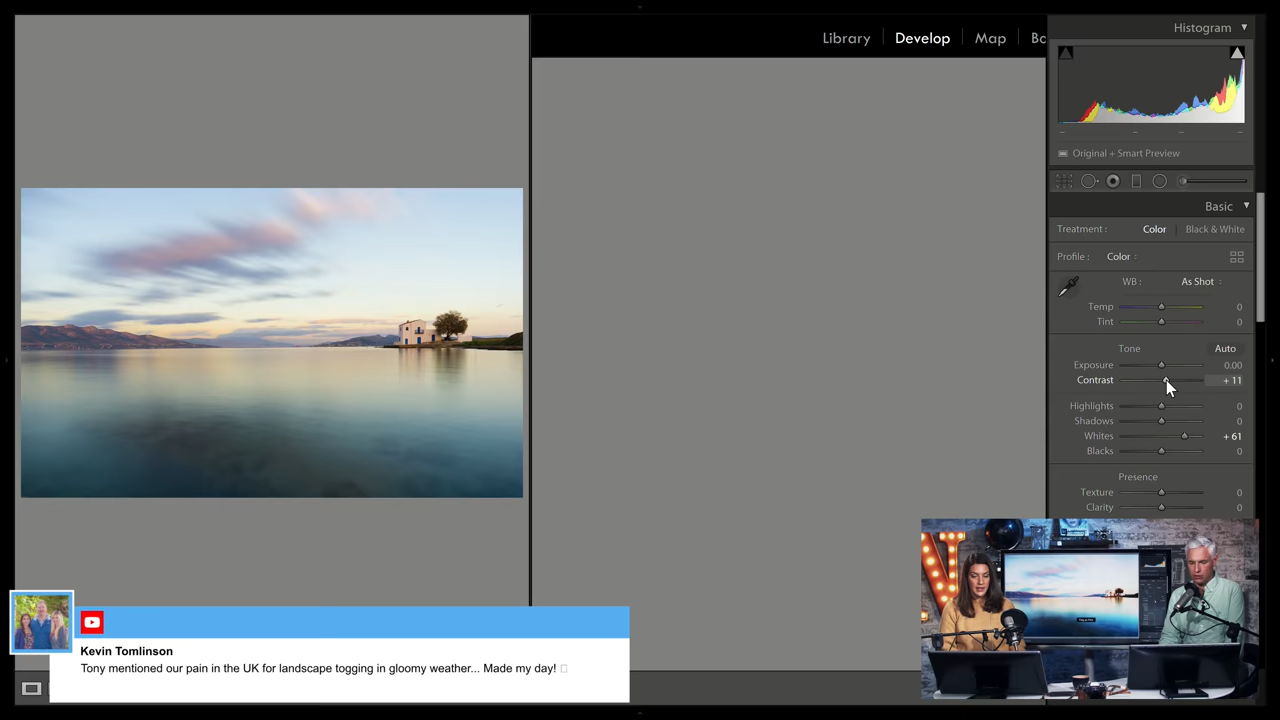 Library
Develop
Map
Bo
Histogram
Original + Smart Preview
Basic
Treatment :
Color
Black & White
Profile :
Color
WB :
As Shot
Temp
0
Tint
0
Tone
Auto
Exposure
0.00
Contrast
+ 11
Highlights
0
Shadows
0
Whites
+ 61
Blacks
0
Presence
Texture
0
Clarity
0
Kevin Tomlinson
Tony mentioned our pain in the UK for landscape togging in gloomy weather... Made my day!